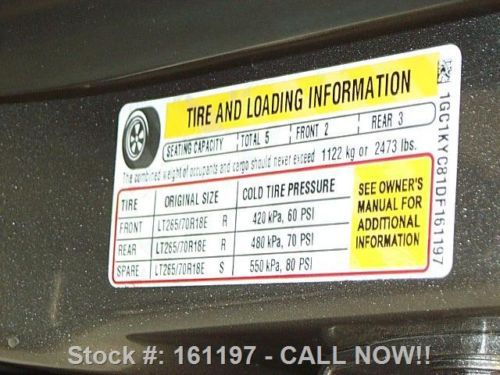 TIRE AND LOADING INFORMATION
SEATING CAPACITY TOTAL 5 FRONT 2 REAR 3
The combined weight of occupants and cargo should never exceed 1122 kg or 2473 lbs.
TIRE ORIGINAL SIZE COLD TIRE PRESSURE
FRONT LT265/70R18E R 420 kPa, 60 PSI
REAR LT265/70R18E R 480 kPa, 70 PSI
SPARE LT265/70R18E S 550 kPa, 80 PSI
SEE OWNER'S
MANUAL FOR
ADDITIONAL
INFORMATION
1GC1KYC81DF161197
Stock #: 161197 - CALL NOW!!